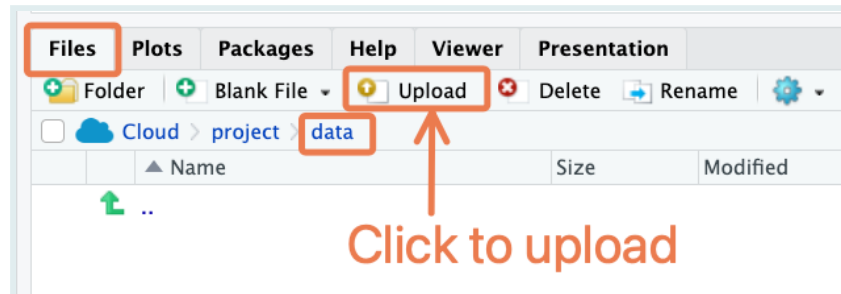 Files Plots Packages Help Viewer Presentation
Folder Blank File Upload Delete Rename
Cloud project data
Name Size Modified
..
Click to upload